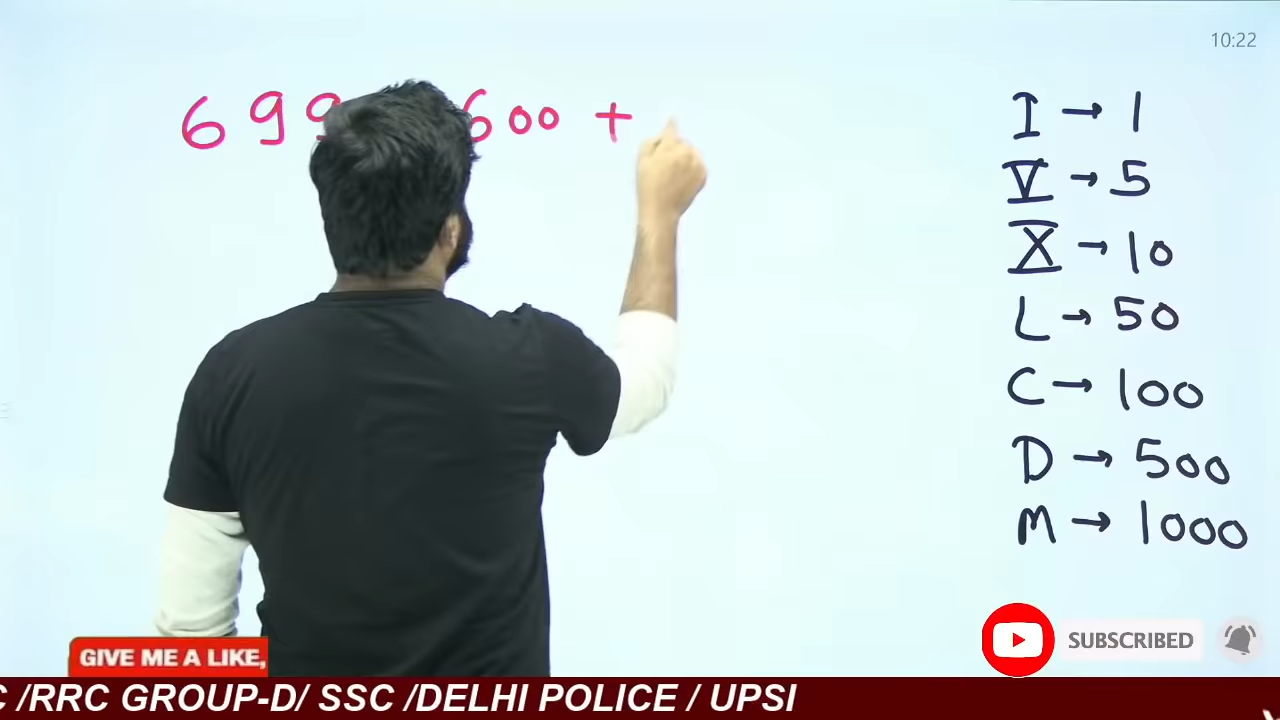 10:22
699 600 +
I → 1
V → 5
X → 10
L → 50
C → 100
D → 500
M → 1000
SUBSCRIBED
GIVE ME A LIKE,
C /RRC GROUP-D/ SSC /DELHI POLICE / UPSI